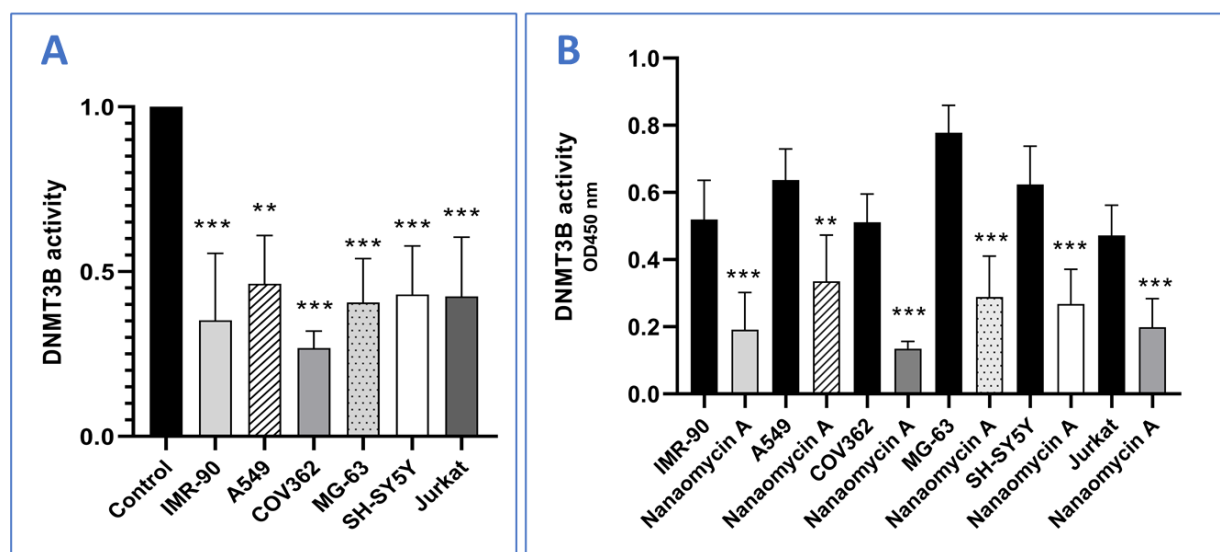 A
DNMT3B activity
1.0
0.5
0.0
***
**
***
***
***
***
Control
IMR-90
A549
COV362
MG-63
SH-SY5Y
Jurkat
B
DNMT3B activity
OD450 nm
1.0
0.8
0.6
0.4
0.2
0.0
***
**
***
***
***
***
IMR-90
Nanaomycin A
A549
Nanaomycin A
COV362
Nanaomycin A
MG-63
Nanaomycin A
SH-SY5Y
Nanaomycin A
Jurkat
Nanaomycin A